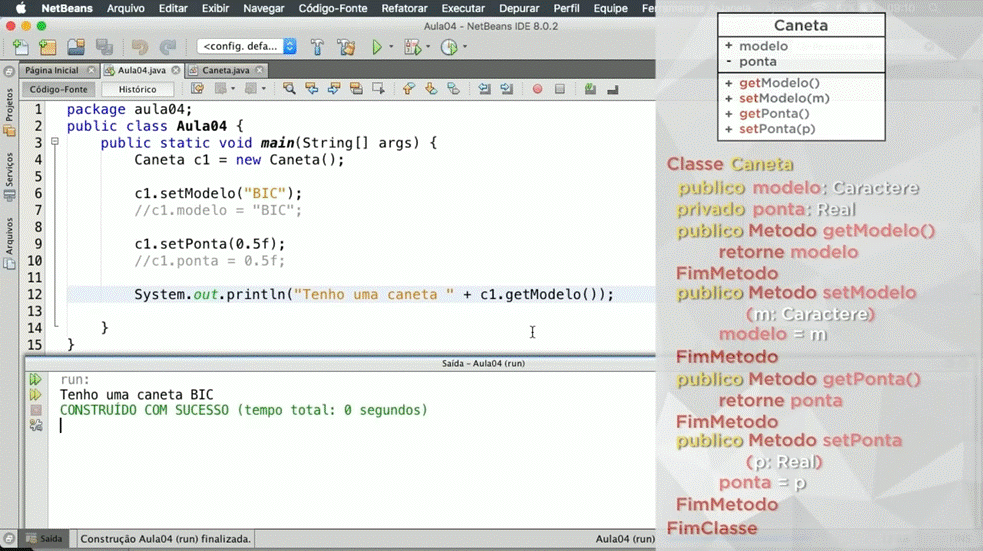 NetBeans Arquivo Editar Exibir Navegar Código-Fonte Refatorar Executar Depurar Perfil Equipe
Aula04 - NetBeans IDE 8.0.2
<config. defa...
Página Inicial Aula04.java Caneta.java
Código-Fonte Histórico
Projetos
Serviços
Arquivos
1 package aula04;
2 public class Aula04 {
3 public static void main(String[] args) {
4 Caneta c1 = new Caneta();
5
6 c1.setModelo("BIC");
7 //c1.modelo = "BIC";
8
9 c1.setPonta(0.5f);
10 //c1.ponta = 0.5f;
11
12 System.out.println("Tenho uma caneta " + c1.getModelo());
13
14 }
15 }
Saída - Aula04 (run)
run:
Tenho uma caneta BIC
CONSTRUÍDO COM SUCESSO (tempo total: 0 segundos)
Saída Construção Aula04 (run) finalizada. Aula04 (run)
Caneta
+ modelo
- ponta
+ getModelo()
+ setModelo(m)
+ getPonta()
+ setPonta(p)
Classe Caneta
publico modelo: Caractere
privado ponta: Real
publico Metodo getModelo()
retorne modelo
FimMetodo
publico Metodo setModelo
(m: Caractere)
modelo = m
FimMetodo
publico Metodo getPonta()
retorne ponta
FimMetodo
publico Metodo setPonta
(p: Real)
ponta = p
FimMetodo
FimClasse